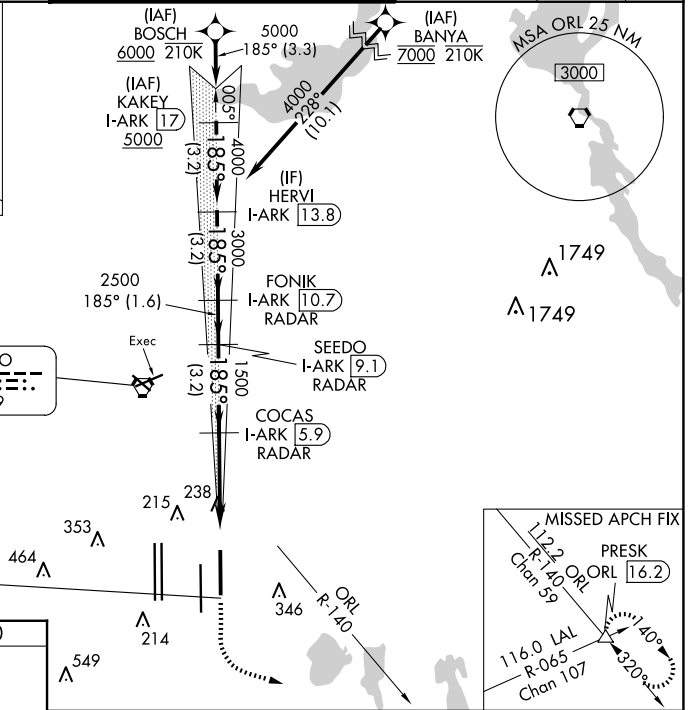 (IAF)
BOSCH
6000 210K
5000
185° (3.3)
(IAF)
BANYA
7000 210K
MSA ORL 25 NM
3000
(IAF)
KAKEY
I-ARK 17
5000
005°
4000
228°
(10.1)
4000
185°
(3.2)
(IF)
HERVI
I-ARK 13.8
3000
185°
(3.2)
1749
1749
2500
185° (1.6)
FONIK
I-ARK 10.7
RADAR
Exec
SEEDO
I-ARK 9.1
RADAR
O
9
1500
185°
(3.2)
COCAS
I-ARK 5.9
RADAR
238
215
353
464
346
214
549
ORL
R-140
MISSED APCH FIX
112.2 ORL
R-140
Chan 59
PRESK
ORL 16.2
116.0 LAL
R-065
Chan 107
140°
320°